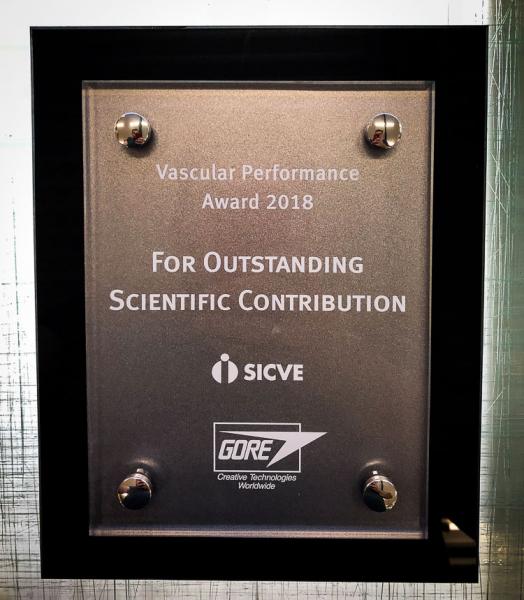 Vascular Performance
Award 2018
For Outstanding
Scientific Contribution
SICVE
GORE
Creative Technologies
Worldwide